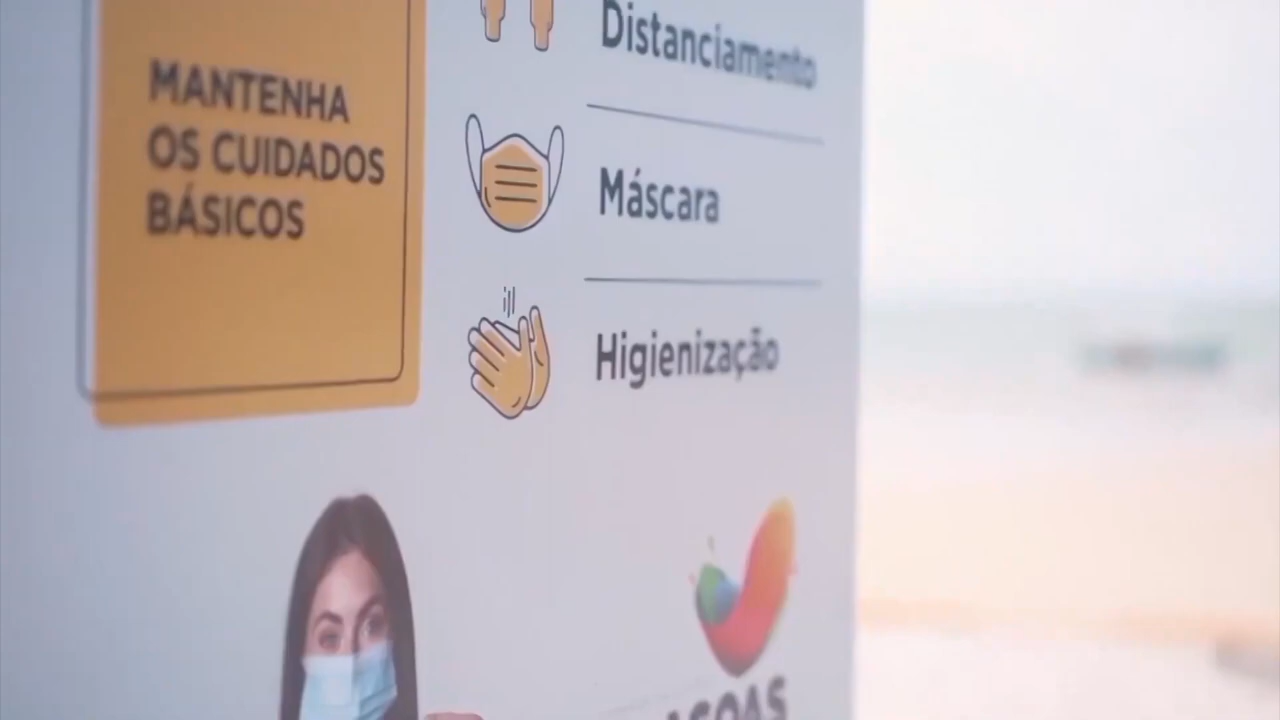 MANTENHA
OS CUIDADOS
BÁSICOS
Distanciamento
Máscara
Higienização